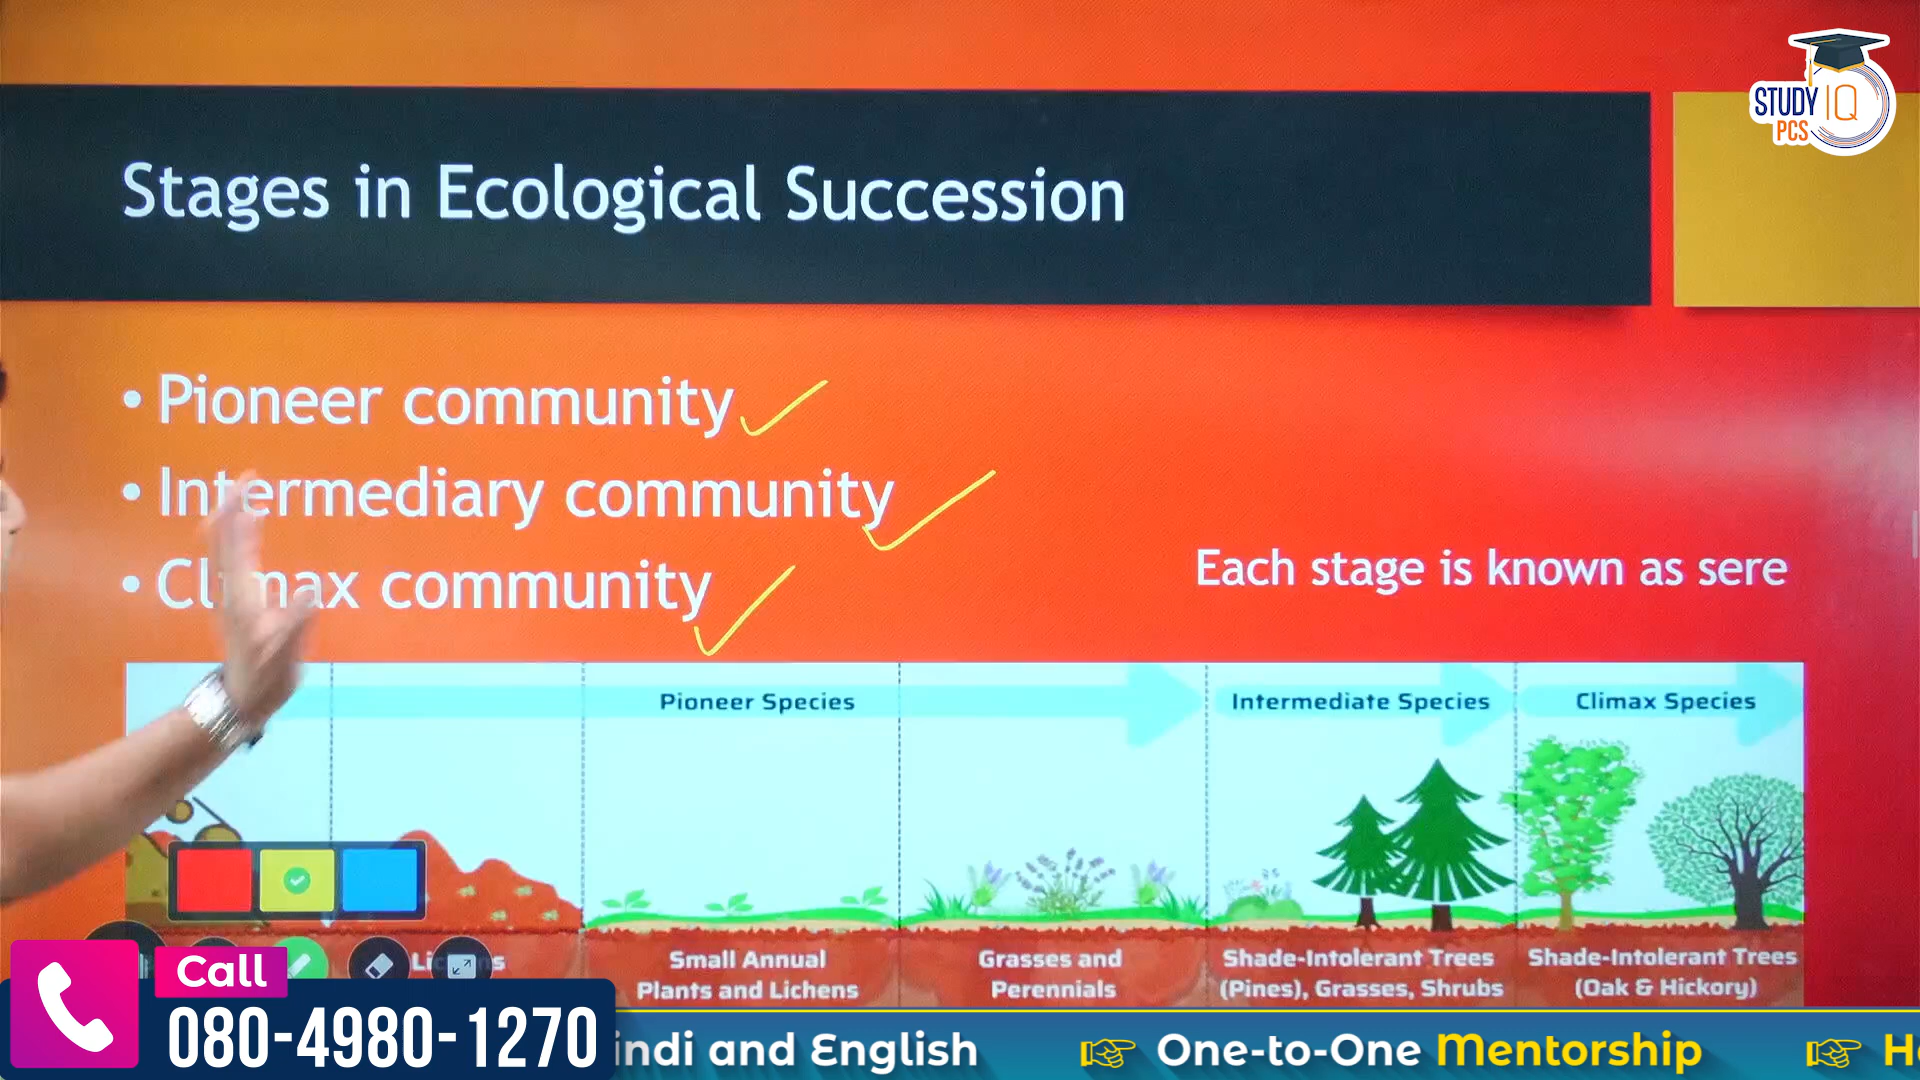 STUDY IQ
PCS
Stages in Ecological Succession
• Pioneer community
• Intermediary community
• Climax community
Each stage is known as sere
Pioneer Species
Intermediate Species
Climax Species
Small Annual
Plants and Lichens
Grasses and
Perennials
Shade-Intolerant Trees
(Pines), Grasses, Shrubs
Shade-Intolerant Trees
(Oak & Hickory)
Call
080-4980-1270
and English
One-to-One Mentorship